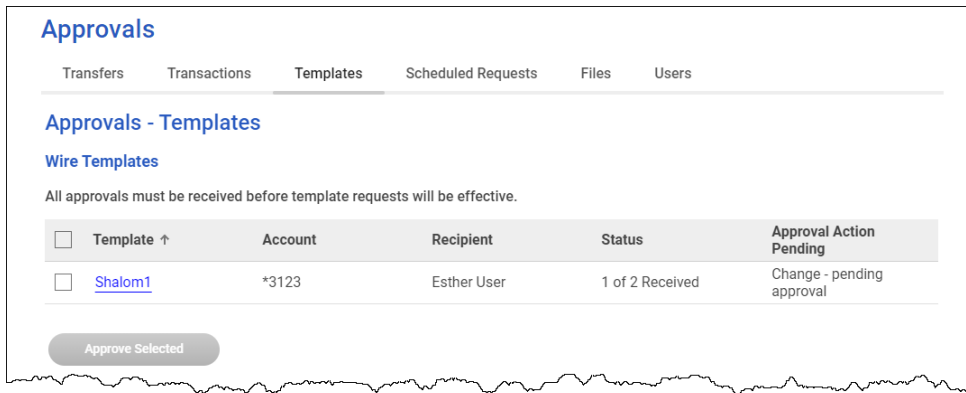 Approvals
Transfers Transactions Templates Scheduled Requests Files Users
Approvals - Templates
Wire Templates
All approvals must be received before template requests will be effective.
Template ↑ Account Recipient Status Approval Action
Pending
Shalom1 *3123 Esther User 1 of 2 Received Change - pending
approval
Approve Selected